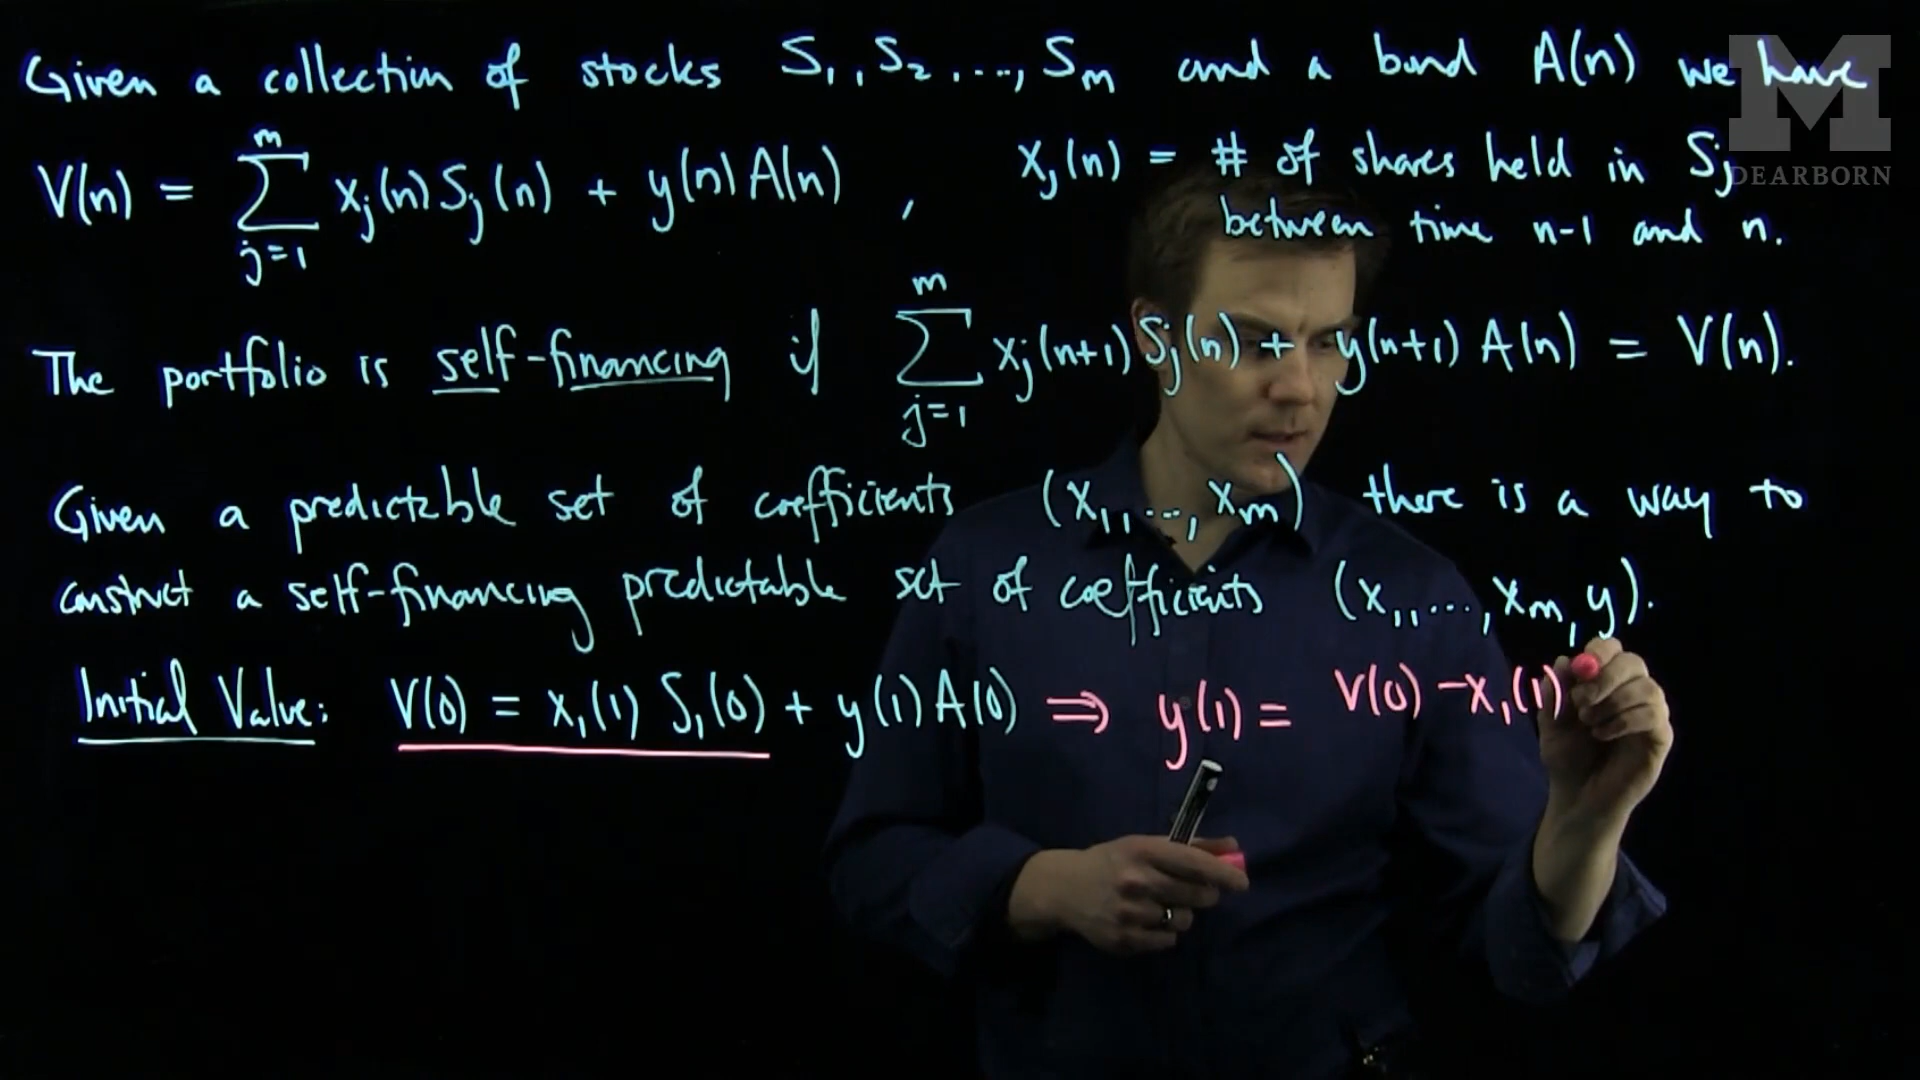 Given a collection of stocks S₁, S₂, ..., Sₘ and a bond A(n) we have
V(n) = ∑_{j=1}^{m} xⱼ(n) Sⱼ(n) + y(n) A(n) , xⱼ(n) = # of shares held in Sⱼ
between time n-1 and n.
The portfolio is self-financing if ∑_{j=1}^{m} xⱼ(n+1) Sⱼ(n) + y(n+1) A(n) = V(n).
Given a predictable set of coefficients (x₁, ..., xₘ) there is a way to
construct a self-financing predictable set of coefficients (x₁, ..., xₘ, y).
Initial Value: V(0) = x₁(1) S₁(0) + y(1) A(0) ⇒ y(1) = V(0) - x₁(1)
M
DEARBORN